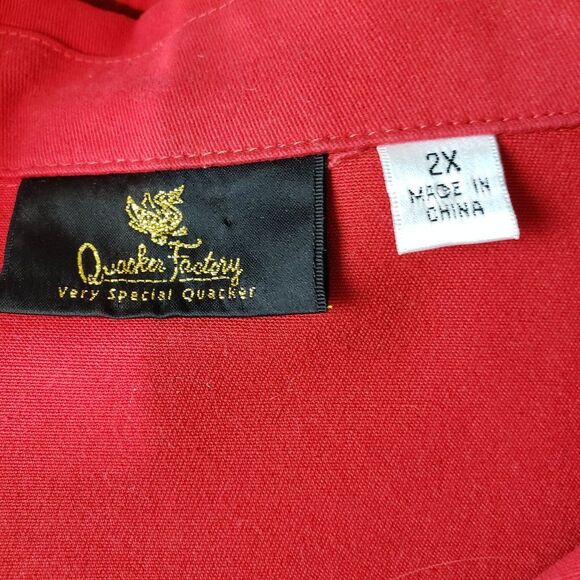 Quacker Factory
Very Special Quacker
2X
MADE IN
CHINA